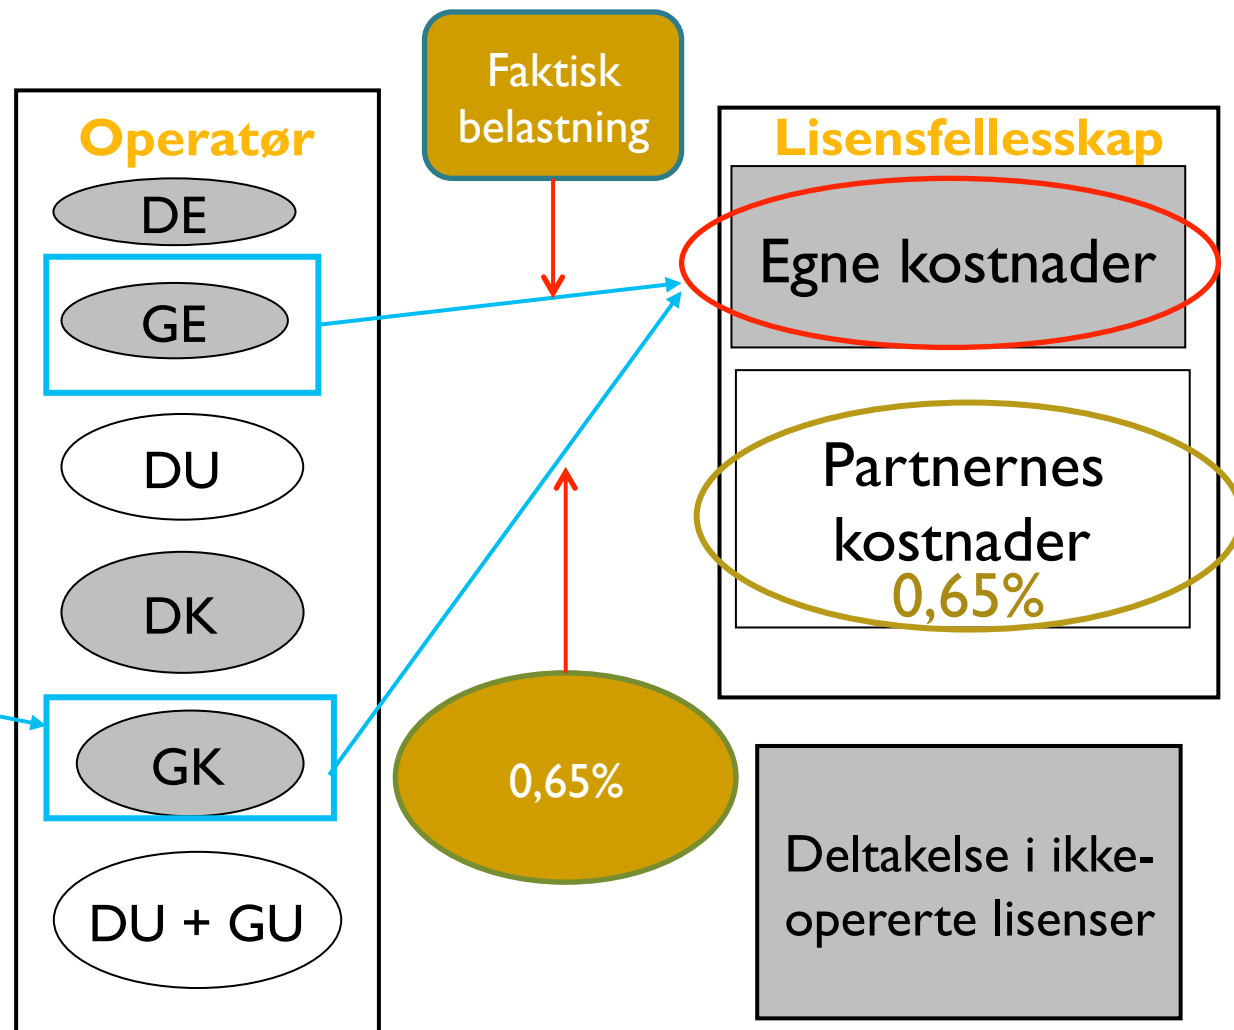 Faktisk
belastning
Operatør
DE
GE
DU
DK
GK
DU + GU
0,65%
Lisensfellesskap
Egne kostnader
Partnernes
kostnader
0,65%
Deltakelse i ikke-
opererte lisenser